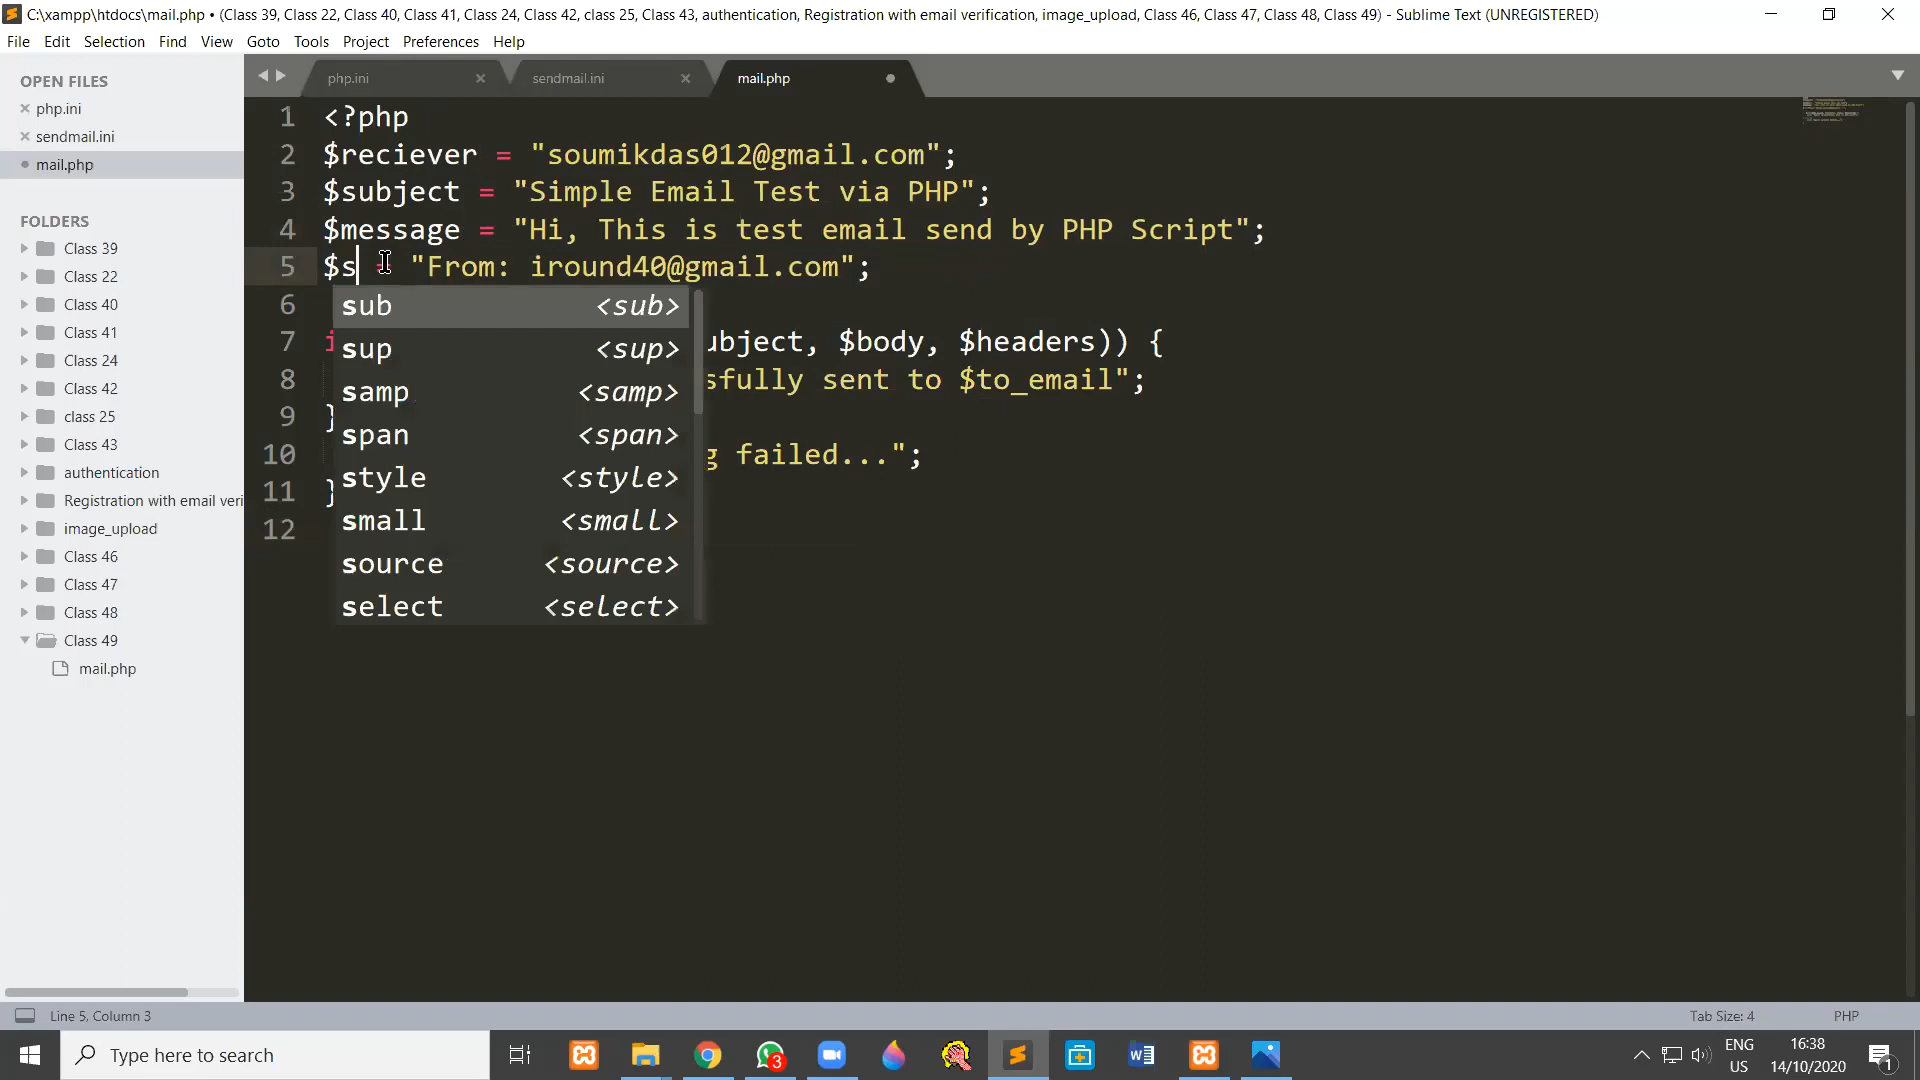 C:\xampp\htdocs\mail.php • (Class 39, Class 22, Class 40, Class 41, Class 24, Class 42, class 25, Class 43, authentication, Registration with email verification, image_upload, Class 46, Class 47, Class 48, Class 49) - Sublime Text (UNREGISTERED)
File Edit Selection Find View Goto Tools Project Preferences Help
OPEN FILES
php.ini
sendmail.ini
mail.php
FOLDERS
Class 39
Class 22
Class 40
Class 41
Class 24
Class 42
class 25
Class 43
authentication
Registration with email veri
image_upload
Class 46
Class 47
Class 48
Class 49
mail.php
php.ini sendmail.ini mail.php
1 <?php
2 $reciever = "soumikdas012@gmail.com";
3 $subject = "Simple Email Test via PHP";
4 $message = "Hi, This is test email send by PHP Script";
5 $s = "From: iround40@gmail.com";
6
7 i ubject, $body, $headers)) {
8 sfully sent to $to_email";
9 }
10 g failed...";
11 }
12
sub <sub>
sup <sup>
samp <samp>
span <span>
style <style>
small <small>
source <source>
select <select>
Line 5, Column 3 Tab Size: 4 PHP
Type here to search
3
ENG
US
16:38
14/10/2020
1